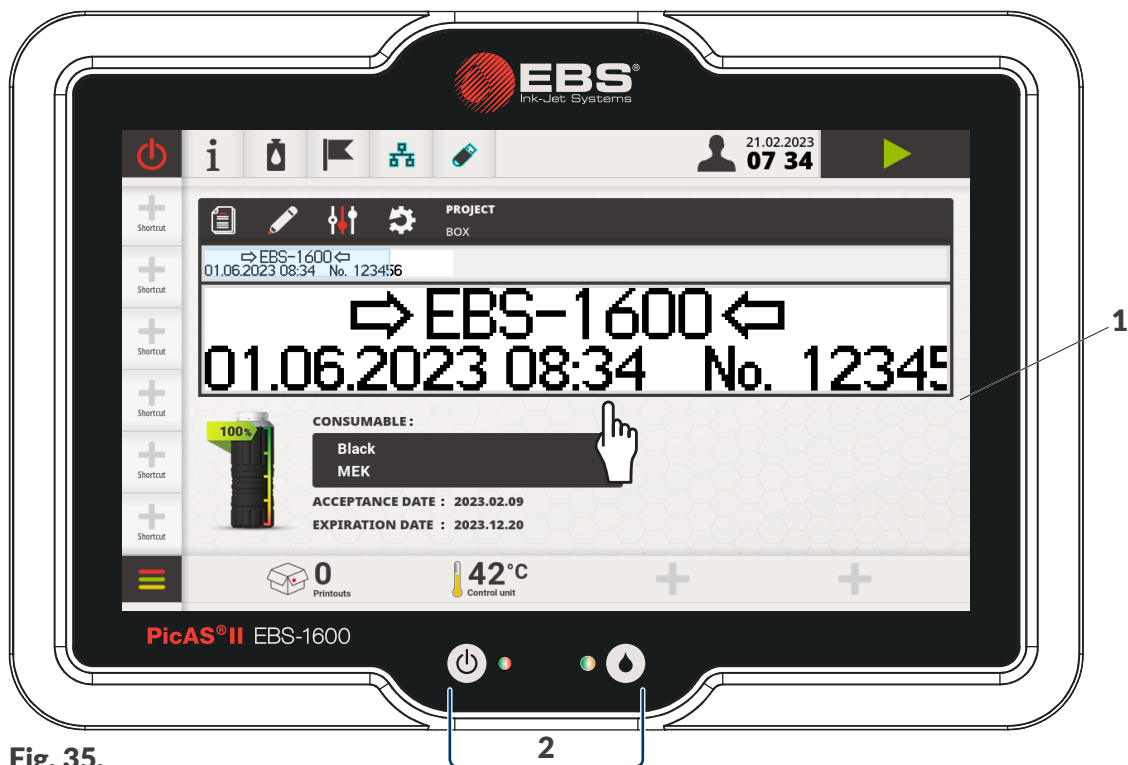 EBS®
Ink-Jet Systems
21.02.2023
07 34
Shortcut
Shortcut
Shortcut
Shortcut
Shortcut
Shortcut
PROJECT
BOX
⇨EBS-1600⇦
01.06.2023 08:34 No. 123456
⇨EBS-1600⇦
01.06.2023 08:34 No. 12345
1
100%
CONSUMABLE :
Black
MEK
ACCEPTANCE DATE : 2023.02.09
EXPIRATION DATE : 2023.12.20
0
Printouts
42°C
Control unit
PicAS®II EBS-1600
2
Fig. 35.